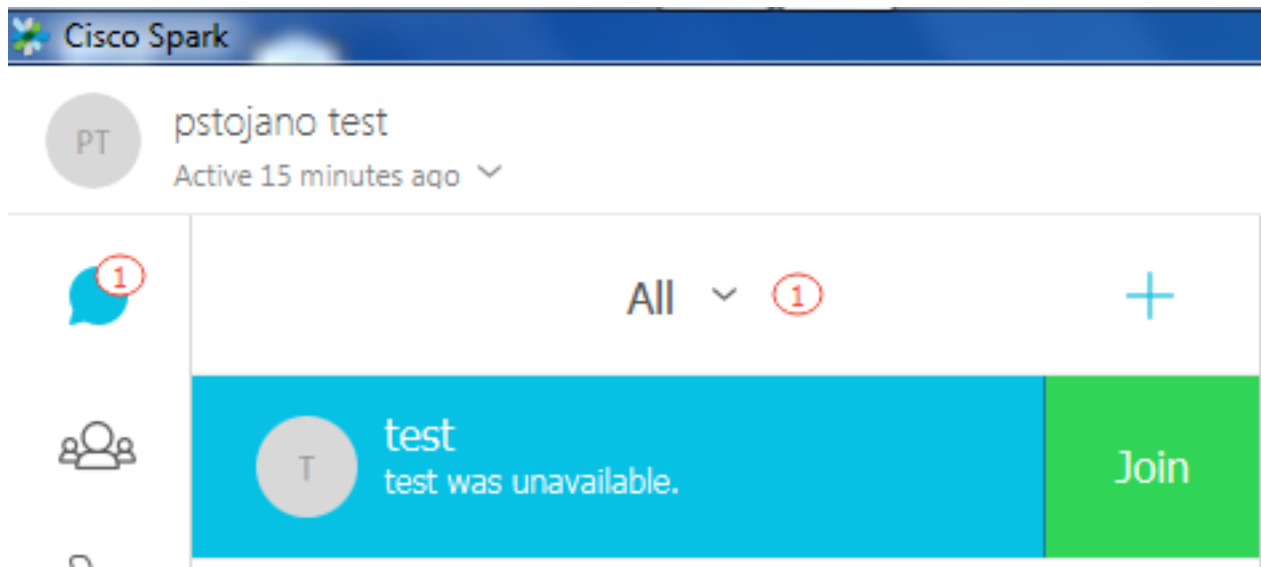 Cisco Spark
PT
pstojano test
Active 15 minutes ago
1
All
1
T
test
test was unavailable.
Join